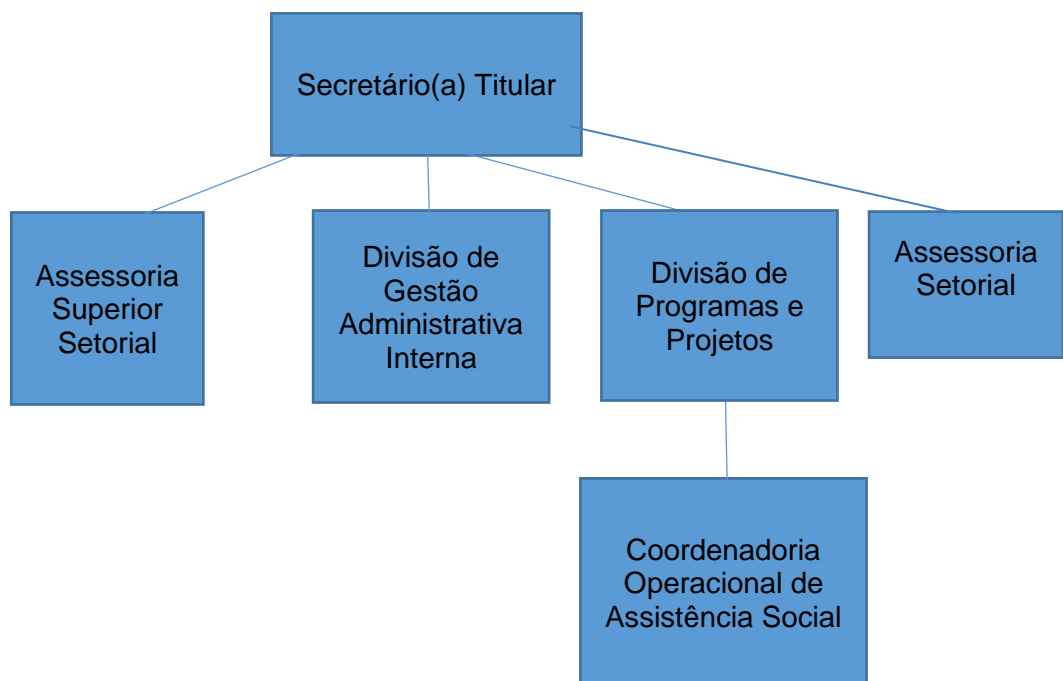 Secretário(a) Titular
Assessoria
Superior
Setorial
Divisão de
Gestão
Administrativa
Interna
Divisão de
Programas e
Projetos
Assessoria
Setorial
Coordenadoria
Operacional de
Assistência Social